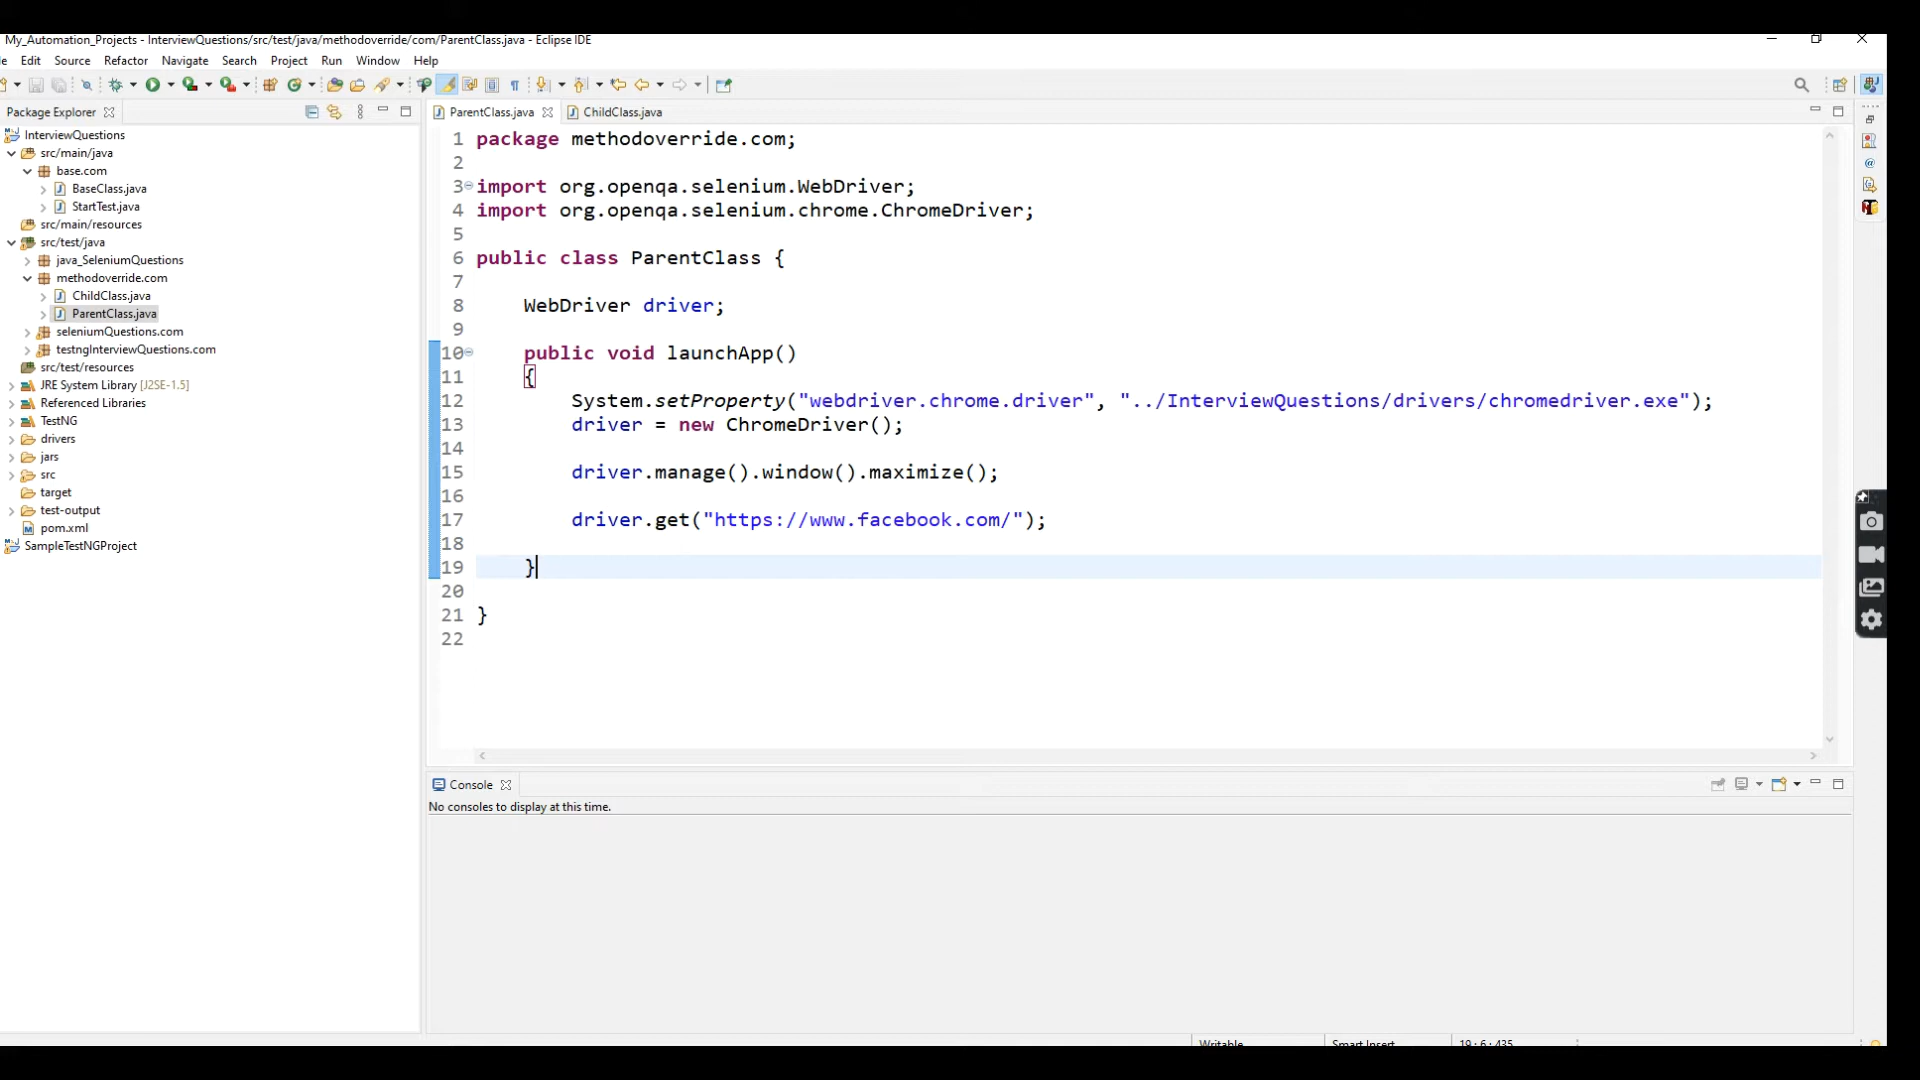 My_Automation_Projects - InterviewQuestions/src/test/java/methodoverride/com/ParentClass.java - Eclipse IDE
Edit Source Refactor Navigate Search Project Run Window Help
Package Explorer
InterviewQuestions
src/main/java
base.com
BaseClass.java
StartTest.java
src/main/resources
src/test/java
java_SeleniumQuestions
methodoverride.com
ChildClass.java
ParentClass.java
seleniumQuestions.com
testngInterviewQuestions.com
src/test/resources
JRE System Library [J2SE-1.5]
Referenced Libraries
TestNG
drivers
jars
src
target
test-output
pom.xml
SampleTestNGProject
ParentClass.java ChildClass.java
1 package methodoverride.com;
2
3 import org.openqa.selenium.WebDriver;
4 import org.openqa.selenium.chrome.ChromeDriver;
5
6 public class ParentClass {
7
8 WebDriver driver;
9
10 public void launchApp()
11 {
12 System.setProperty("webdriver.chrome.driver", "../InterviewQuestions/drivers/chromedriver.exe");
13 driver = new ChromeDriver();
14
15 driver.manage().window().maximize();
16
17 driver.get("https://www.facebook.com/");
18
19 }
20
21 }
22
Console
No consoles to display at this time.
Writable Smart Insert 19 : 6 : 435